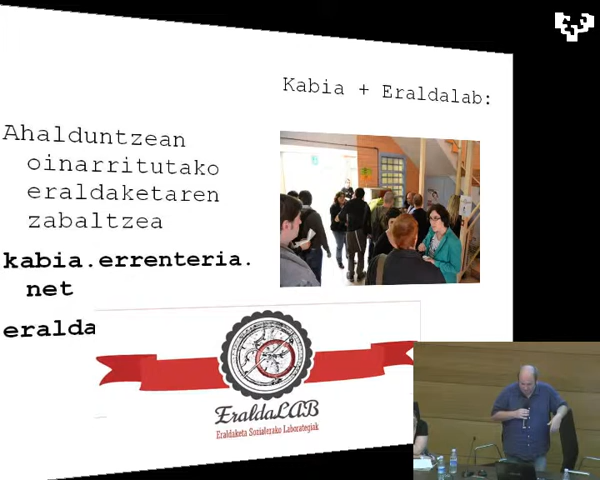 Kabia + Eraldalab:
Ahalduntzean
oinarritutako
eraldaketaren
zabaltzea
kabia.errenteria.
net
eralda
EraldaLAB
Eraldaketa Sozialerako Laborategiak